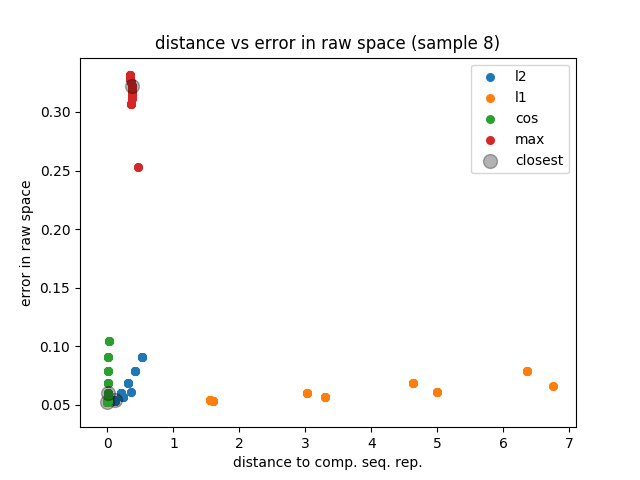 distance vs error in raw space (sample 8)
error in raw space
0.30
0.25
0.20
0.15
0.10
0.05
l2
l1
cos
max
closest
0 1 2 3 4 5 6 7
distance to comp. seq. rep.